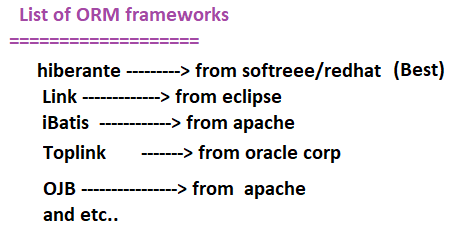 List of ORM frameworks
===================
hiberante ---------> from softreee/redhat (Best)
Link -------------> from eclipse
iBatis ------------> from apache
Toplink -------> from oracle corp
OJB ----------------> from apache
and etc..